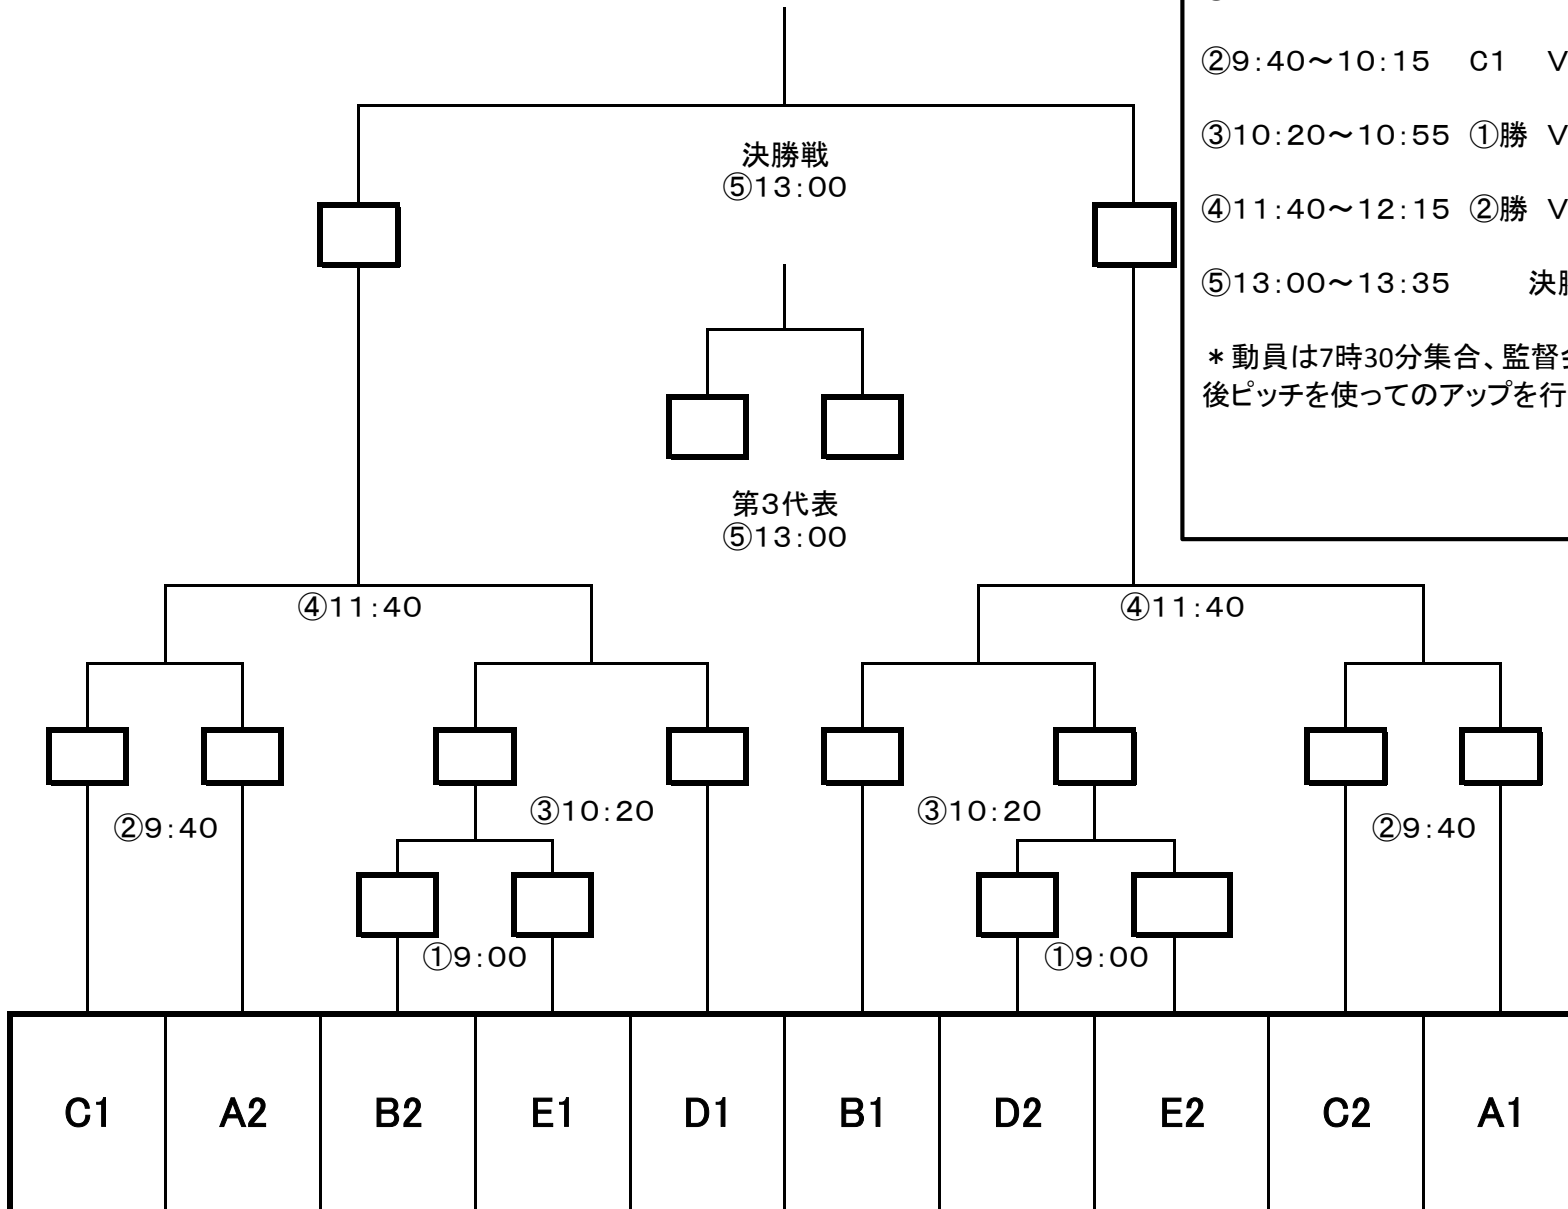 ②9:40～10:15 C1 V
③10:20～10:55 ①勝 V
④11:40～12:15 ②勝 V
⑤13:00～13:35 決
＊動員は7時30分集合、監督
後ピッチを使ってのアップを行
決勝戦
⑤13:00
第3代表
⑤13:00
④11:40 ④11:40
③10:20 ③10:20
②9:40 ②9:40
①9:00 ①9:00
C1 A2 B2 E1 D1 B1 D2 E2 C2 A1